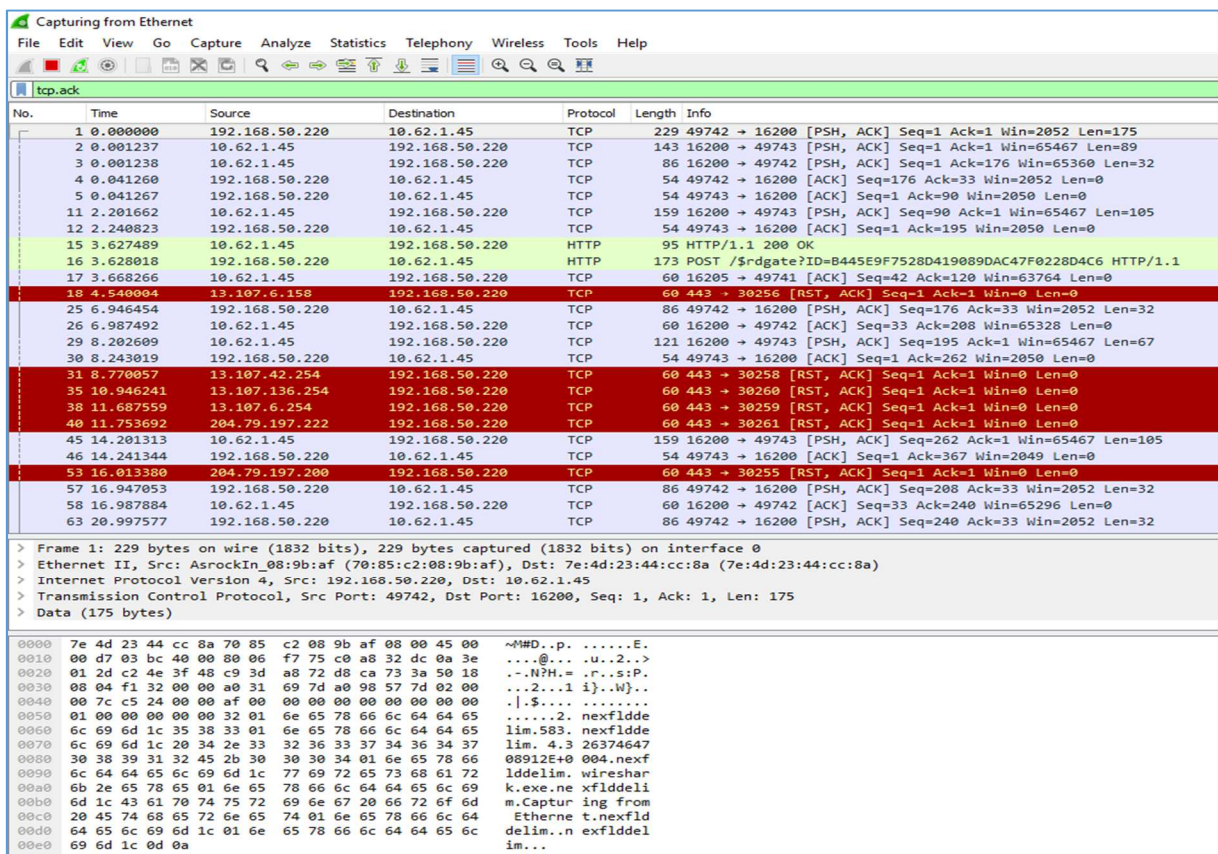 Capturing from Ethernet
File Edit View Go Capture Analyze Statistics Telephony Wireless Tools Help
tcp.ack
No. Time Source Destination Protocol Length Info
1 0.000000 192.168.50.220 10.62.1.45 TCP 229 49742 → 16200 [PSH, ACK] Seq=1 Ack=1 Win=2052 Len=175
2 0.001237 10.62.1.45 192.168.50.220 TCP 143 16200 → 49743 [PSH, ACK] Seq=1 Ack=1 Win=65467 Len=89
3 0.001238 10.62.1.45 192.168.50.220 TCP 86 16200 → 49742 [PSH, ACK] Seq=1 Ack=176 Win=65360 Len=32
4 0.041260 192.168.50.220 10.62.1.45 TCP 54 49742 → 16200 [ACK] Seq=176 Ack=33 Win=2052 Len=0
5 0.041267 192.168.50.220 10.62.1.45 TCP 54 49743 → 16200 [ACK] Seq=1 Ack=90 Win=2050 Len=0
11 2.201662 10.62.1.45 192.168.50.220 TCP 159 16200 → 49743 [PSH, ACK] Seq=90 Ack=1 Win=65467 Len=105
12 2.240823 192.168.50.220 10.62.1.45 TCP 54 49743 → 16200 [ACK] Seq=1 Ack=195 Win=2050 Len=0
15 3.627489 10.62.1.45 192.168.50.220 HTTP 95 HTTP/1.1 200 OK
16 3.628018 192.168.50.220 10.62.1.45 HTTP 173 POST /$rdgate?ID=B445E9F7528D419089DAC47F0228D4C6 HTTP/1.1
17 3.668266 10.62.1.45 192.168.50.220 TCP 60 16205 → 49741 [ACK] Seq=42 Ack=120 Win=63764 Len=0
18 4.540004 13.107.6.158 192.168.50.220 TCP 60 443 → 30256 [RST, ACK] Seq=1 Ack=1 Win=0 Len=0
25 6.946454 192.168.50.220 10.62.1.45 TCP 86 49742 → 16200 [PSH, ACK] Seq=176 Ack=33 Win=2052 Len=32
26 6.987492 10.62.1.45 192.168.50.220 TCP 60 16200 → 49742 [ACK] Seq=33 Ack=208 Win=65328 Len=0
29 8.202609 10.62.1.45 192.168.50.220 TCP 121 16200 → 49743 [PSH, ACK] Seq=195 Ack=1 Win=65467 Len=67
30 8.243019 192.168.50.220 10.62.1.45 TCP 54 49743 → 16200 [ACK] Seq=1 Ack=262 Win=2050 Len=0
31 8.770057 13.107.42.254 192.168.50.220 TCP 60 443 → 30258 [RST, ACK] Seq=1 Ack=1 Win=0 Len=0
35 10.946241 13.107.136.254 192.168.50.220 TCP 60 443 → 30260 [RST, ACK] Seq=1 Ack=1 Win=0 Len=0
38 11.687559 13.107.6.254 192.168.50.220 TCP 60 443 → 30259 [RST, ACK] Seq=1 Ack=1 Win=0 Len=0
40 11.753692 204.79.197.222 192.168.50.220 TCP 60 443 → 30261 [RST, ACK] Seq=1 Ack=1 Win=0 Len=0
45 14.201313 10.62.1.45 192.168.50.220 TCP 159 16200 → 49743 [PSH, ACK] Seq=262 Ack=1 Win=65467 Len=105
46 14.241344 192.168.50.220 10.62.1.45 TCP 54 49743 → 16200 [ACK] Seq=1 Ack=367 Win=2049 Len=0
53 16.013380 204.79.197.200 192.168.50.220 TCP 60 443 → 30255 [RST, ACK] Seq=1 Ack=1 Win=0 Len=0
57 16.947053 192.168.50.220 10.62.1.45 TCP 86 49742 → 16200 [PSH, ACK] Seq=208 Ack=33 Win=2052 Len=32
58 16.987884 10.62.1.45 192.168.50.220 TCP 60 16200 → 49742 [ACK] Seq=33 Ack=240 Win=65296 Len=0
63 20.997577 192.168.50.220 10.62.1.45 TCP 86 49742 → 16200 [PSH, ACK] Seq=240 Ack=33 Win=2052 Len=32
> Frame 1: 229 bytes on wire (1832 bits), 229 bytes captured (1832 bits) on interface 0
> Ethernet II, Src: AsrockIn_08:9b:af (70:85:c2:08:9b:af), Dst: 7e:4d:23:44:cc:8a (7e:4d:23:44:cc:8a)
> Internet Protocol Version 4, Src: 192.168.50.220, Dst: 10.62.1.45
> Transmission Control Protocol, Src Port: 49742, Dst Port: 16200, Seq: 1, Ack: 1, Len: 175
> Data (175 bytes)
0000 7e 4d 23 44 cc 8a 70 85 c2 08 9b af 08 00 45 00 ~M#D..p. ......E.
0010 00 d7 03 bc 40 00 80 06 f7 75 c0 a8 32 dc 0a 3e ....@... .u..2..>
0020 01 2d c2 4e 3f 48 c9 3d a8 72 d8 ca 73 3a 50 18 .-.N?H.= .r..s:P.
0030 08 04 f1 32 00 00 a0 31 69 7d a0 98 57 7d 02 00 ...2...1 i}..W}..
0040 00 7c c5 24 00 00 af 00 00 00 00 00 00 00 00 00 .|.$.... ........
0050 01 00 00 00 00 00 32 01 6e 65 78 66 6c 64 64 65 ......2. nexfldde
0060 6c 69 6d 1c 35 38 33 01 6e 65 78 66 6c 64 64 65 lim.583. nexfldde
0070 6c 69 6d 1c 20 34 2e 33 32 36 33 37 34 36 34 37 lim. 4.3 26374647
0080 30 38 39 31 32 45 2b 30 30 30 34 01 6e 65 78 66 08912E+0 004.nexf
0090 6c 64 64 65 6c 69 6d 1c 77 69 72 65 73 68 61 72 lddelim. wireshar
00a0 6b 2e 65 78 65 01 6e 65 78 66 6c 64 64 65 6c 69 k.exe.ne xflddeli
00b0 6d 1c 43 61 70 74 75 72 69 6e 67 20 66 72 6f 6d m.Captur ing from
00c0 20 45 74 68 65 72 6e 65 74 01 6e 65 78 66 6c 64 Etherne t.nexfld
00d0 64 65 6c 69 6d 1c 01 6e 65 78 66 6c 64 64 65 6c delim..n exflddel
00e0 69 6d 1c 0d 0a im...